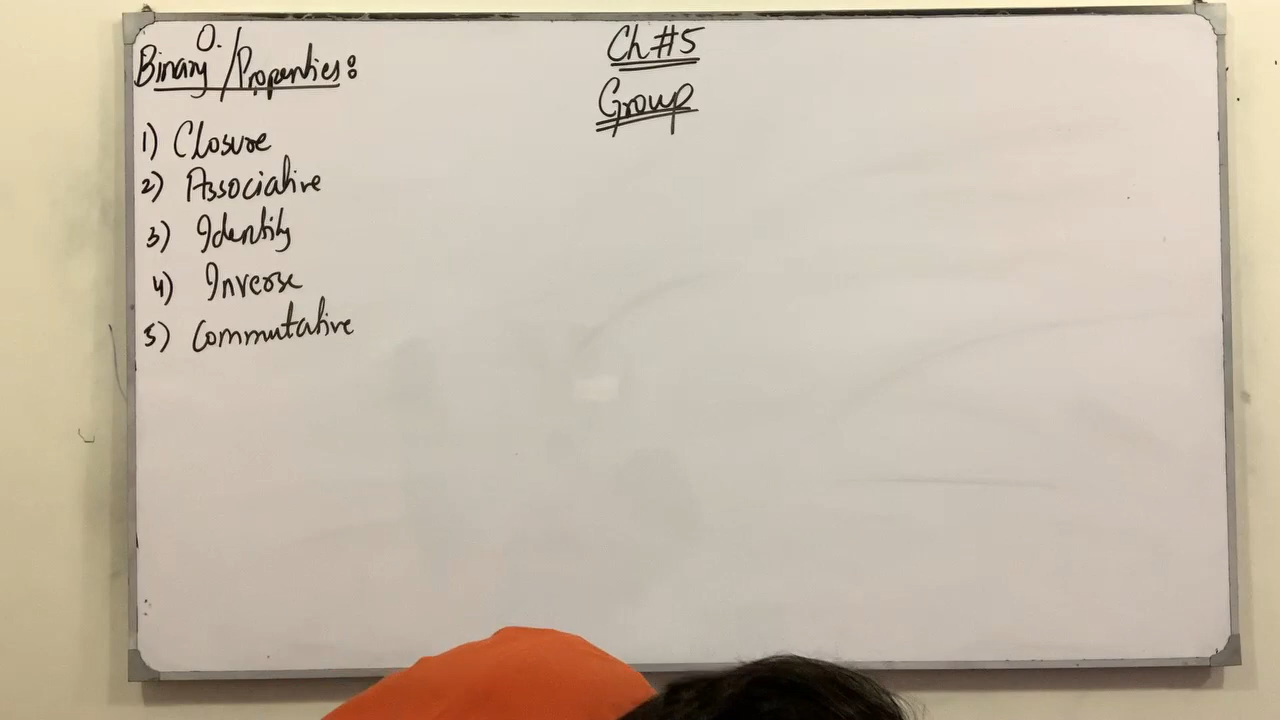 Ch #5
Group
Binary O. / Properties:
1) Closure
2) Associative
3) Identity
4) Inverse
5) Commutative